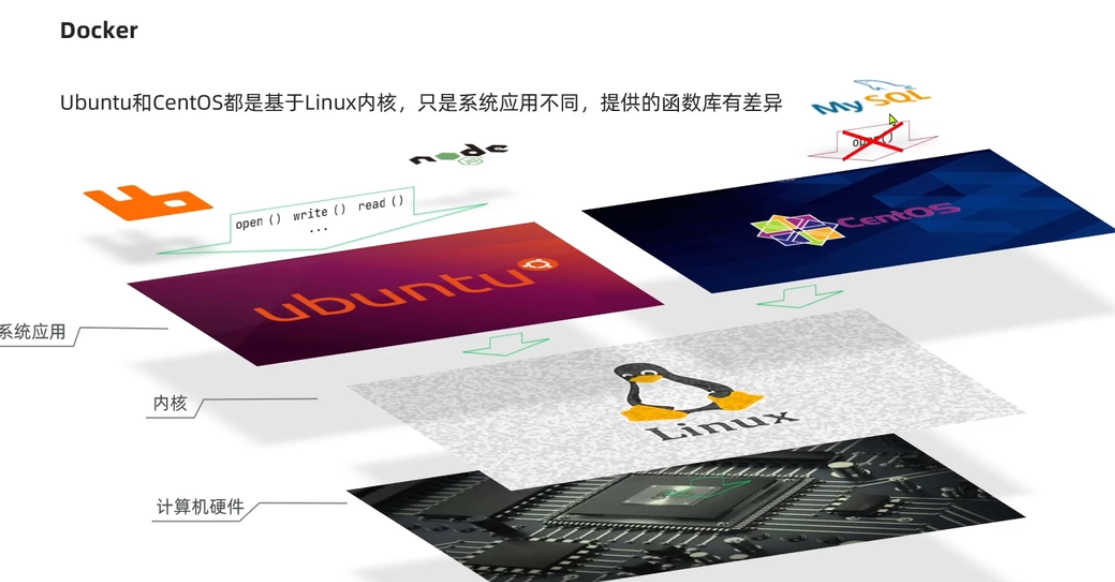 Docker
Ubuntu和CentOS都是基于Linux内核，只是系统应用不同，提供的函数库有差异
MySQL
node
JS
open () write () read ()
...
CentOS
ubuntu
系统应用
内核
Linux
计算机硬件